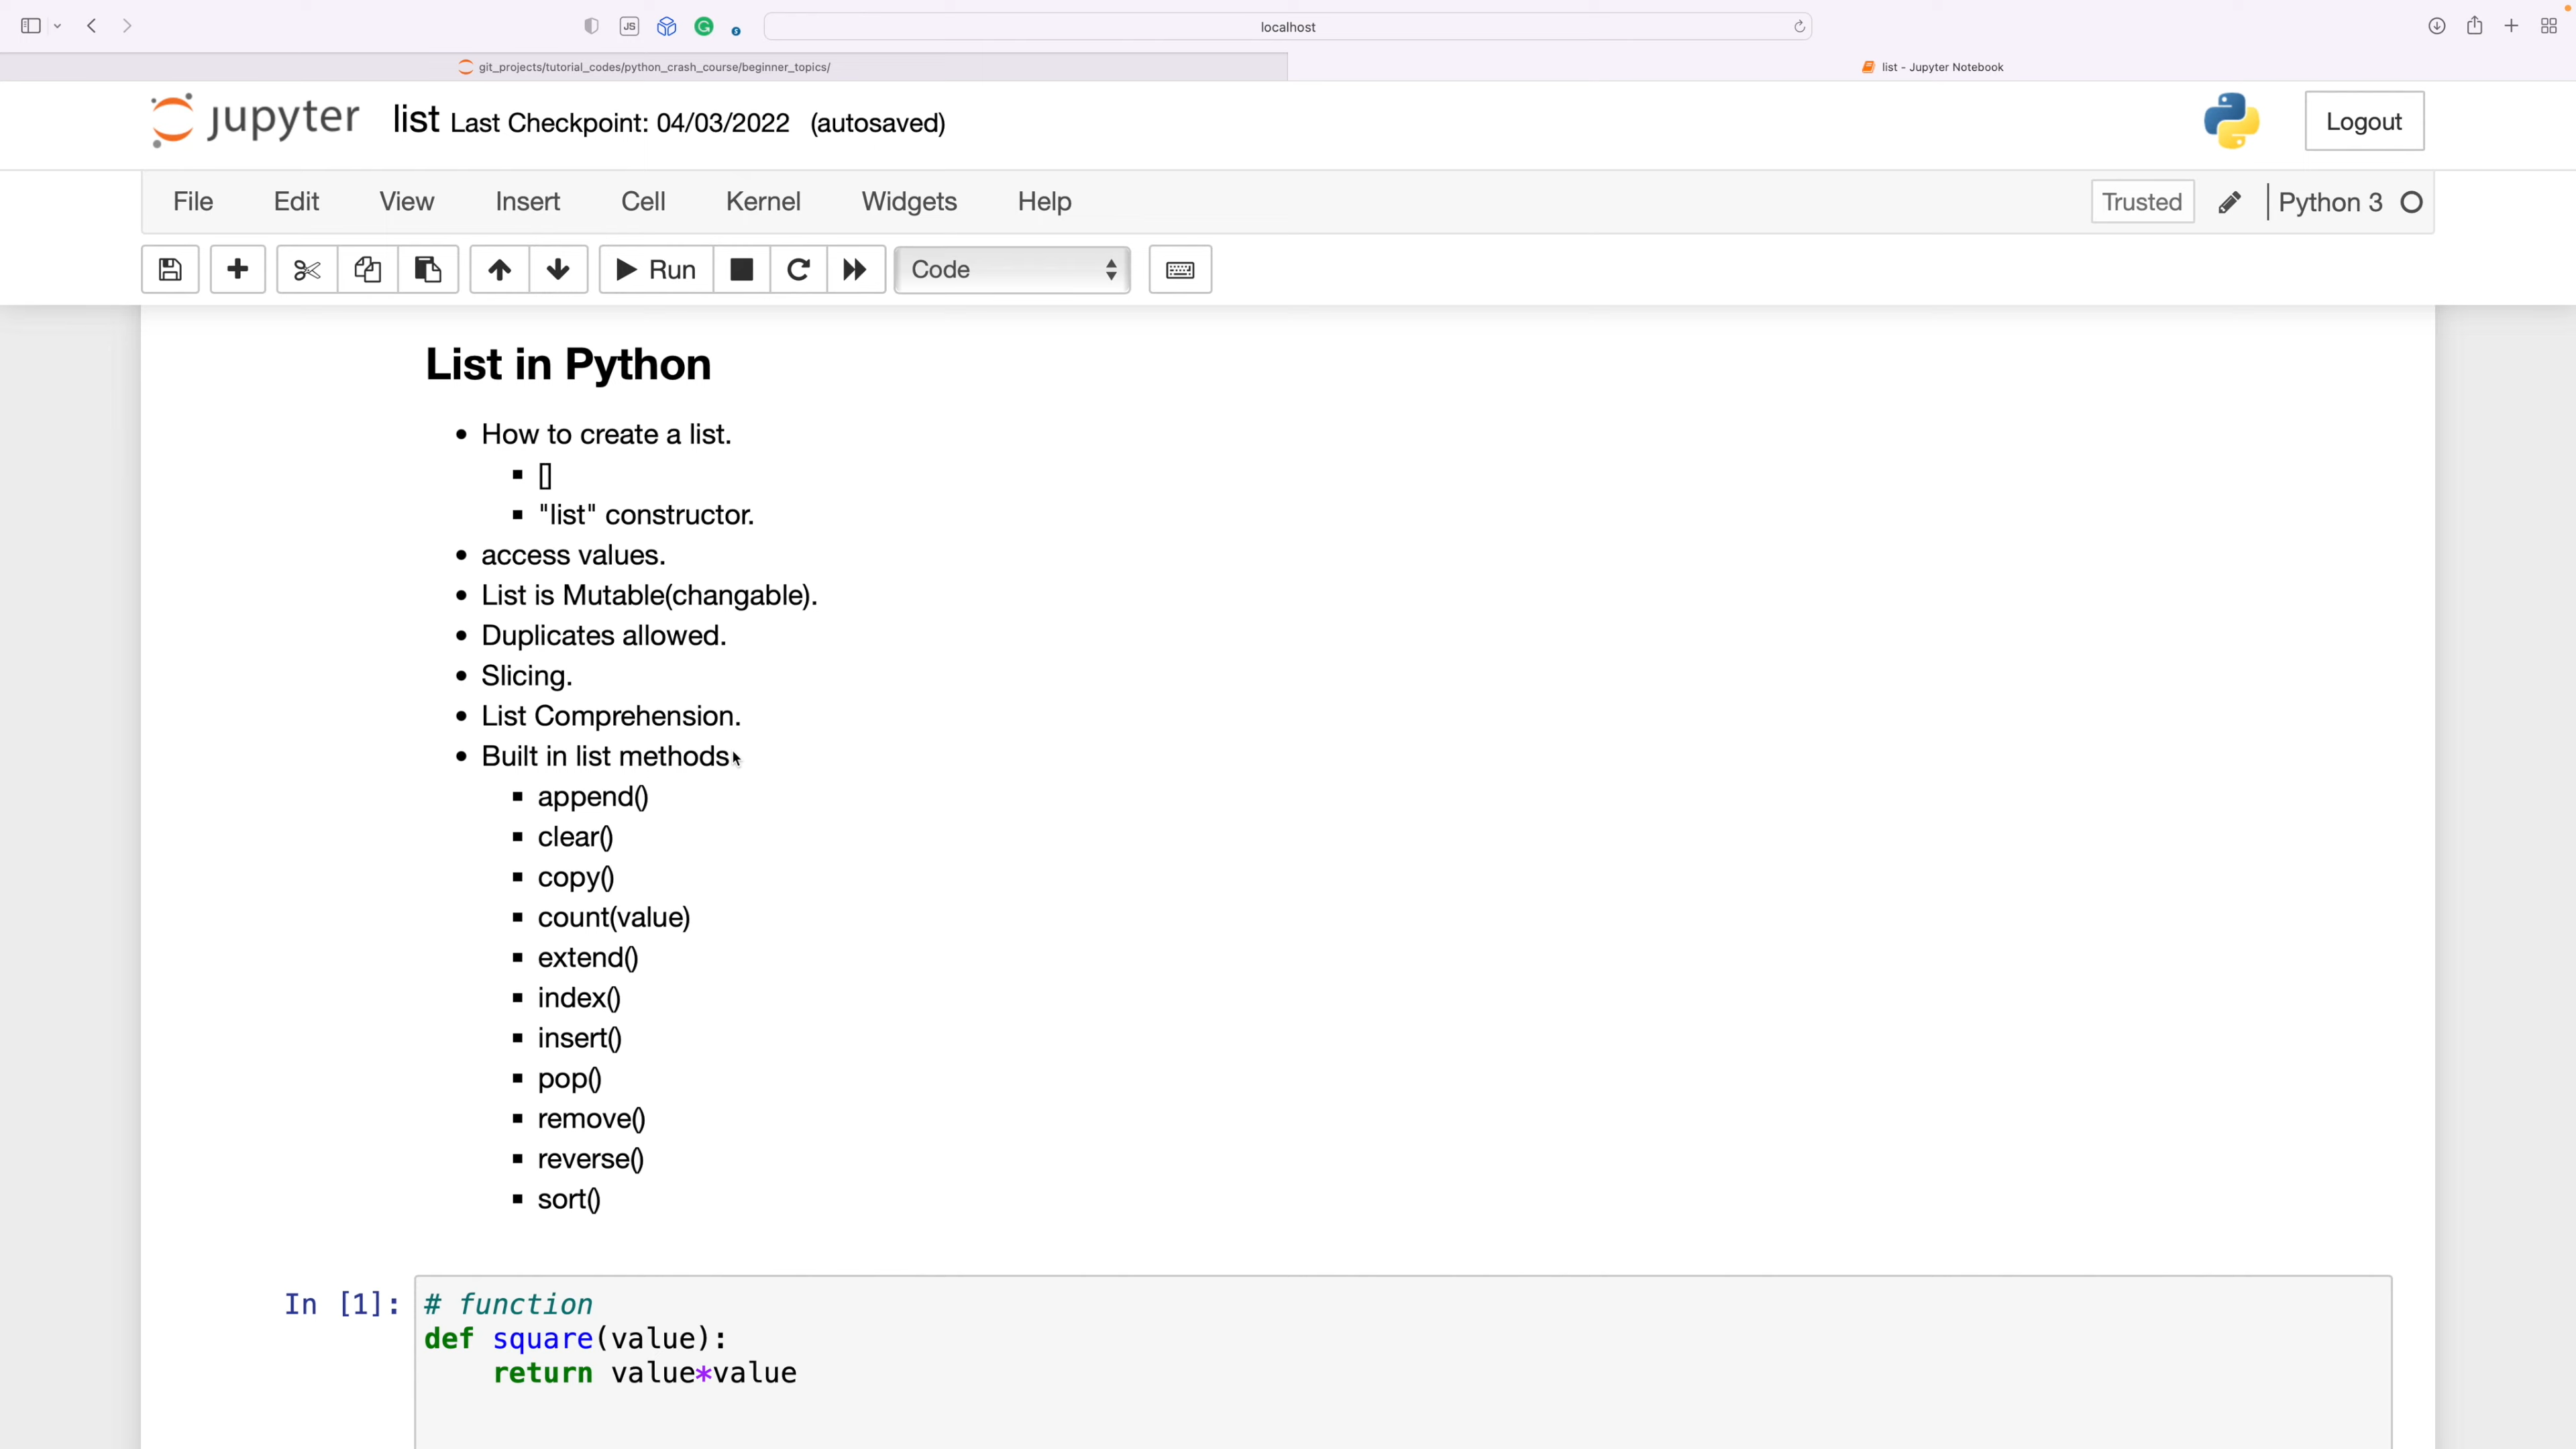 JS
localhost
git_projects/tutorial_codes/python_crash_course/beginner_topics/
list - Jupyter Notebook
jupyter list Last Checkpoint: 04/03/2022 (autosaved)
Logout
File Edit View Insert Cell Kernel Widgets Help
Trusted Python 3
Run Code
List in Python
How to create a list.
[]
"list" constructor.
access values.
List is Mutable(changable).
Duplicates allowed.
Slicing.
List Comprehension.
Built in list methods
append()
clear()
copy()
count(value)
extend()
index()
insert()
pop()
remove()
reverse()
sort()
In [1]: # function
def square(value):
return value*value